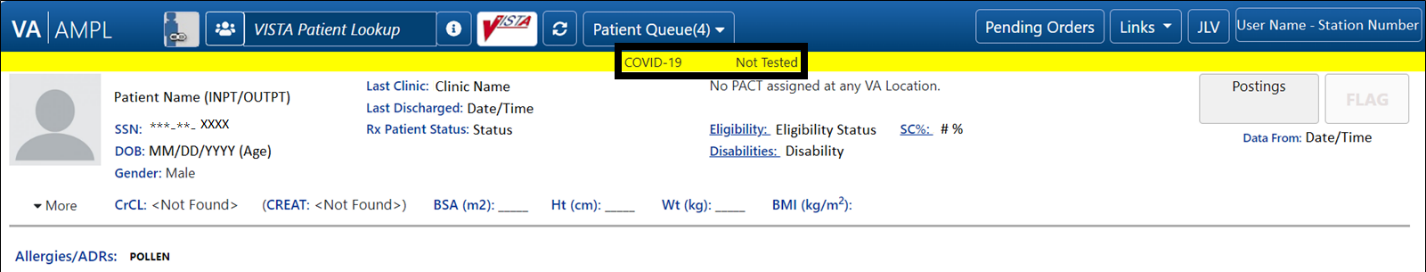 VA | AMPL VISTA Patient Lookup VISTA Patient Queue(4) Pending Orders Links JLV User Name - Station Number
COVID-19 Not Tested
Patient Name (INPT/OUTPT) Last Clinic: Clinic Name No PACT assigned at any VA Location. Postings FLAG
Last Discharged: Date/Time
SSN: ***-**- XXXX Rx Patient Status: Status Eligibility: Eligibility Status SC%: # % Data From: Date/Time
DOB: MM/DD/YYYY (Age) Disabilities: Disability
Gender: Male
More CrCL: <Not Found> (CREAT: <Not Found>) BSA (m2): _____ Ht (cm): _____ Wt (kg): _____ BMI (kg/m²):
Allergies/ADRs: POLLEN